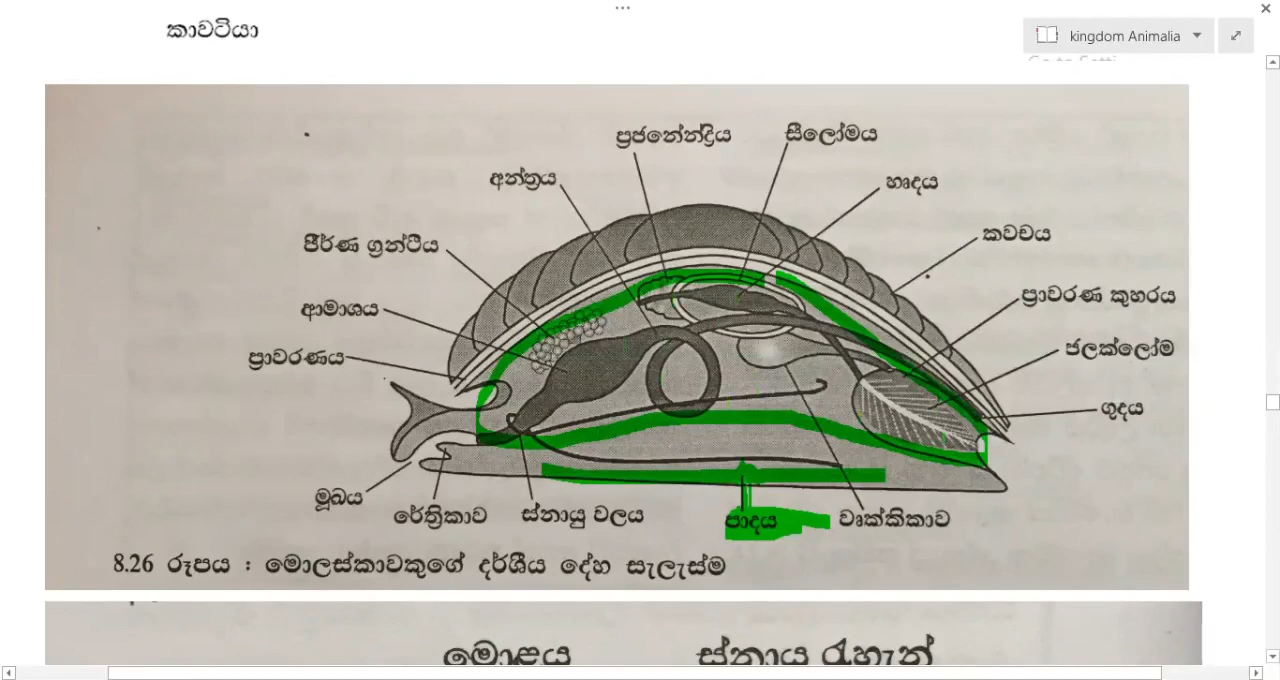 කාවටියා
kingdom Animalia
ප්‍රජනේන්ද්‍රිය
සීලෝමය
අන්ත්‍රය
හෘදය
ජීර්ණ ග්‍රන්ථිය
කවචය
ආමාශය
ප්‍රාවරණ කුහරය
ප්‍රාවරණය
ජලක්ලෝම
ගුදය
මුඛය
රේත්‍රිකාව
ස්නායු වලය
පාදය
වෘක්කිකාව
8.26 රූපය : මොලස්කාවකුගේ දර්ශීය දේහ සැලැස්ම
මොළය ස්නායු රැහැන්